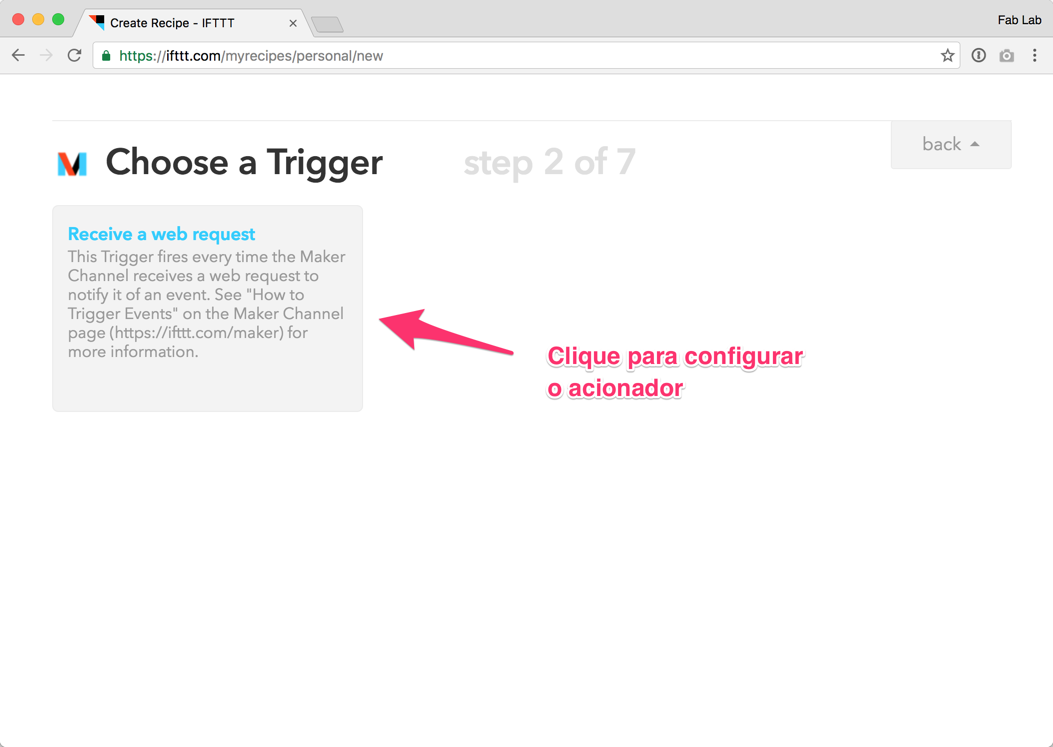 Create Recipe - IFTTT
Fab Lab
https://ifttt.com/myrecipes/personal/new
back
Choose a Trigger
step 2 of 7
Receive a web request
This Trigger fires every time the Maker
Channel receives a web request to
notify it of an event. See "How to
Trigger Events" on the Maker Channel
page (https://ifttt.com/maker) for
more information.
Clique para configurar
o acionador